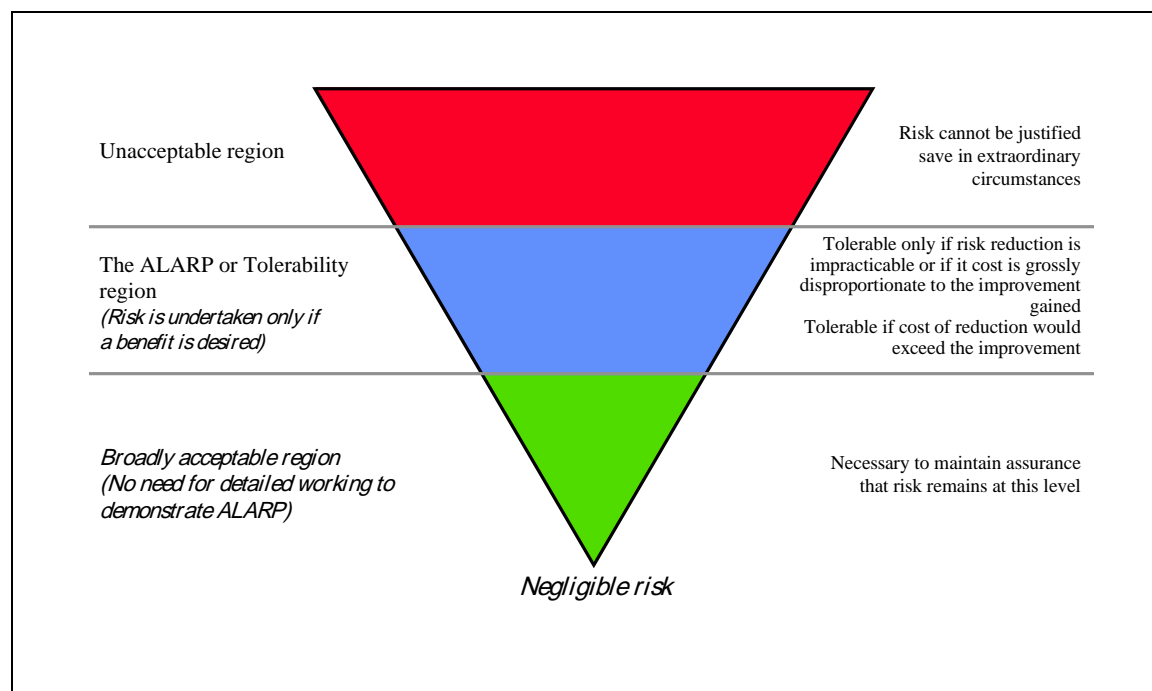 Unacceptable region
Risk cannot be justified
save in extraordinary
circumstances
The ALARP or Tolerability
region
(Risk is undertaken only if
a benefit is desired)
Tolerable only if risk reduction is
impracticable or if it cost is grossly
disproportionate to the improvement
gained
Tolerable if cost of reduction would
exceed the improvement
Broadly acceptable region
(No need for detailed working to
demonstrate ALARP)
Necessary to maintain assurance
that risk remains at this level
Negligible risk